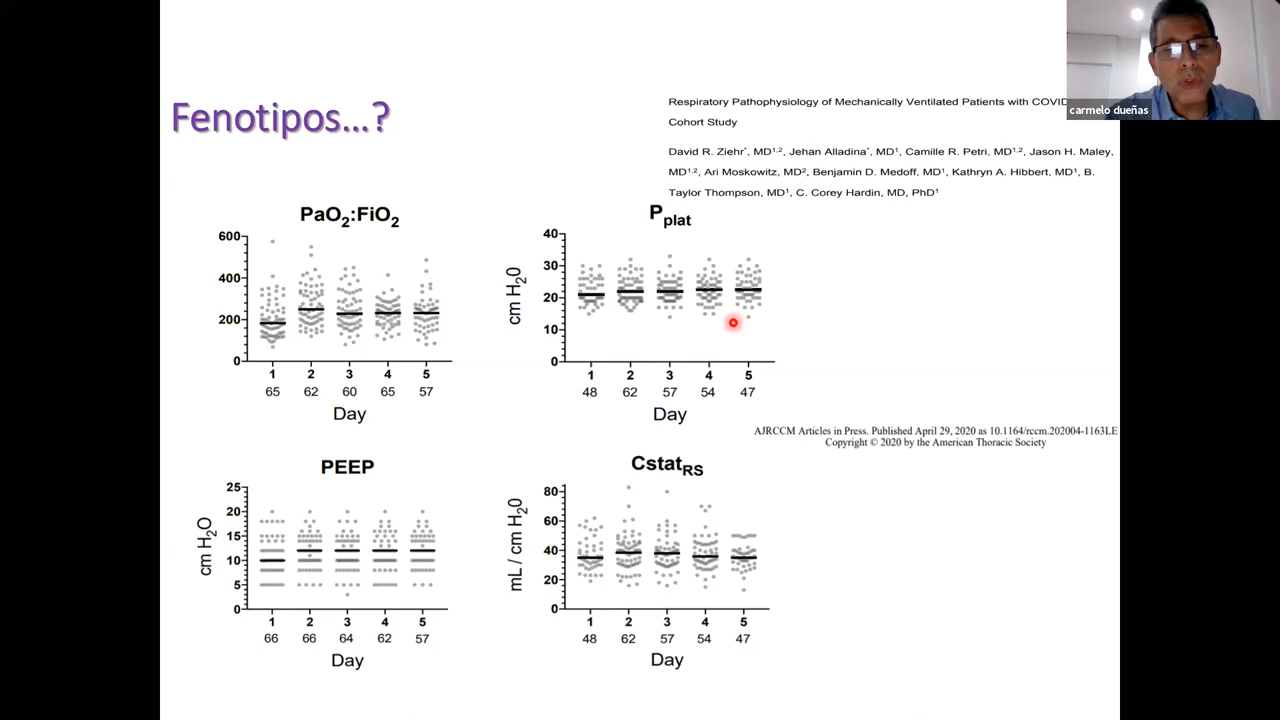 Fenotipos...?
Respiratory Pathophysiology of Mechanically Ventilated Patients with COVID
Cohort Study
David R. Ziehr*, MD1,2, Jehan Alladina*, MD1, Camille R. Petri, MD1,2, Jason H. Maley,
MD1,2, Ari Moskowitz, MD2, Benjamin D. Medoff, MD1, Kathryn A. Hibbert, MD1, B.
Taylor Thompson, MD1, C. Corey Hardin, MD, PhD1
carmelo dueñas
PaO2:FiO2
600
400
200
0
1 2 3 4 5
65 62 60 65 57
Day
Pplat
cm H20
40
30
20
10
0
1 2 3 4 5
48 62 57 54 47
Day
AJRCCM Articles in Press. Published April 29, 2020 as 10.1164/rccm.202004-1163LE
Copyright © 2020 by the American Thoracic Society
PEEP
cm H2O
25
20
15
10
5
0
1 2 3 4 5
66 66 64 62 57
Day
CstatRS
mL / cm H20
80
60
40
20
0
1 2 3 4 5
48 62 57 54 47
Day